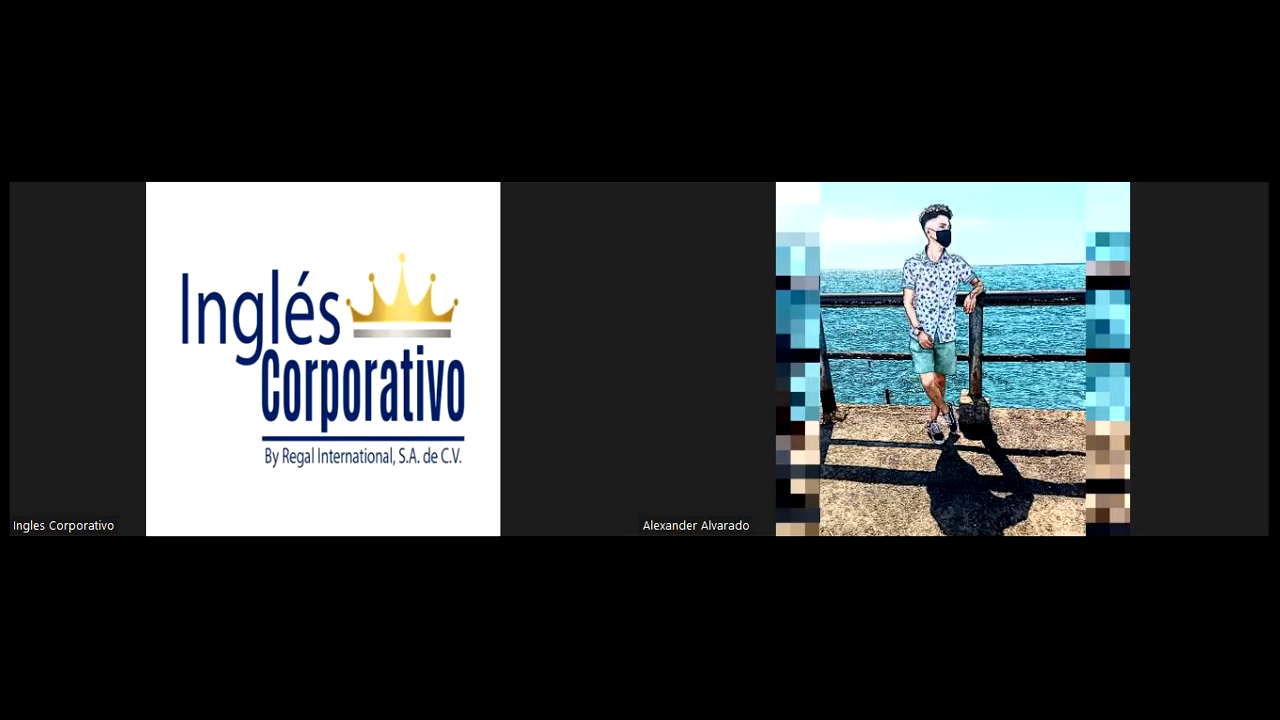 Inglés
Corporativo
By Regal International, S.A. de C.V.
Ingles Corporativo
Alexander Alvarado